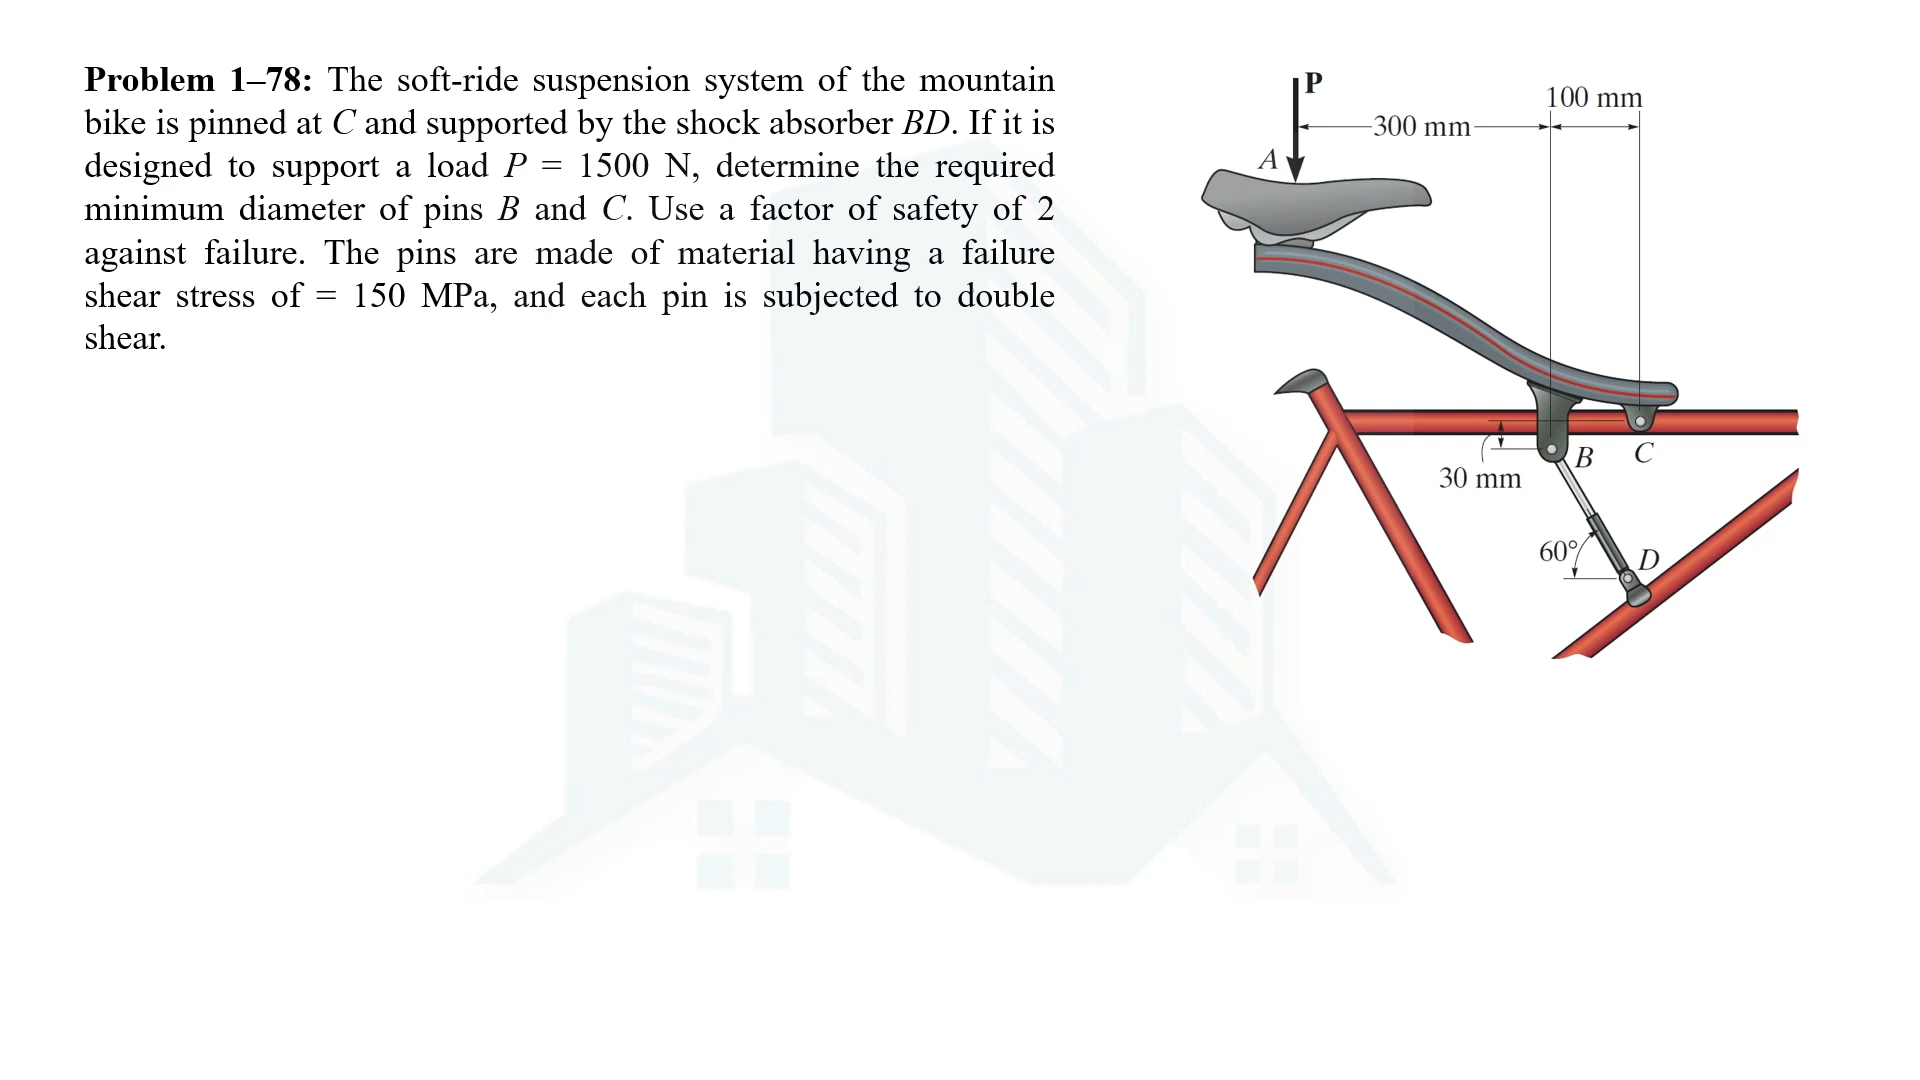 Problem 1–78: The soft-ride suspension system of the mountain
bike is pinned at C and supported by the shock absorber BD. If it is
designed to support a load P = 1500 N, determine the required
minimum diameter of pins B and C. Use a factor of safety of 2
against failure. The pins are made of material having a failure
shear stress of = 150 MPa, and each pin is subjected to double
shear.
P
100 mm
300 mm
A
B
C
30 mm
60°
D